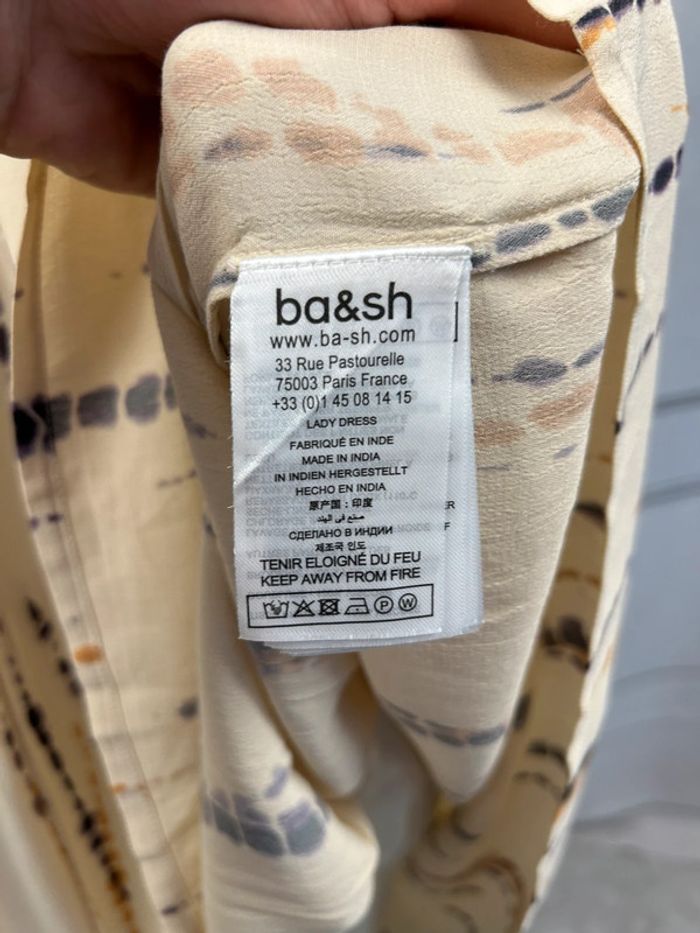 ba&sh
www.ba-sh.com
33 Rue Pastourelle
75003 Paris France
+33 (0)1 45 08 14 15
LADY DRESS
FABRIQUÉ EN INDE
MADE IN INDIA
IN INDIEN HERGESTELLT
HECHO EN INDIA
原产国：印度
صنع في الهند
СДЕЛАНО В ИНДИИ
제조국 인도
TENIR ELOIGNÉ DU FEU
KEEP AWAY FROM FIRE
P W